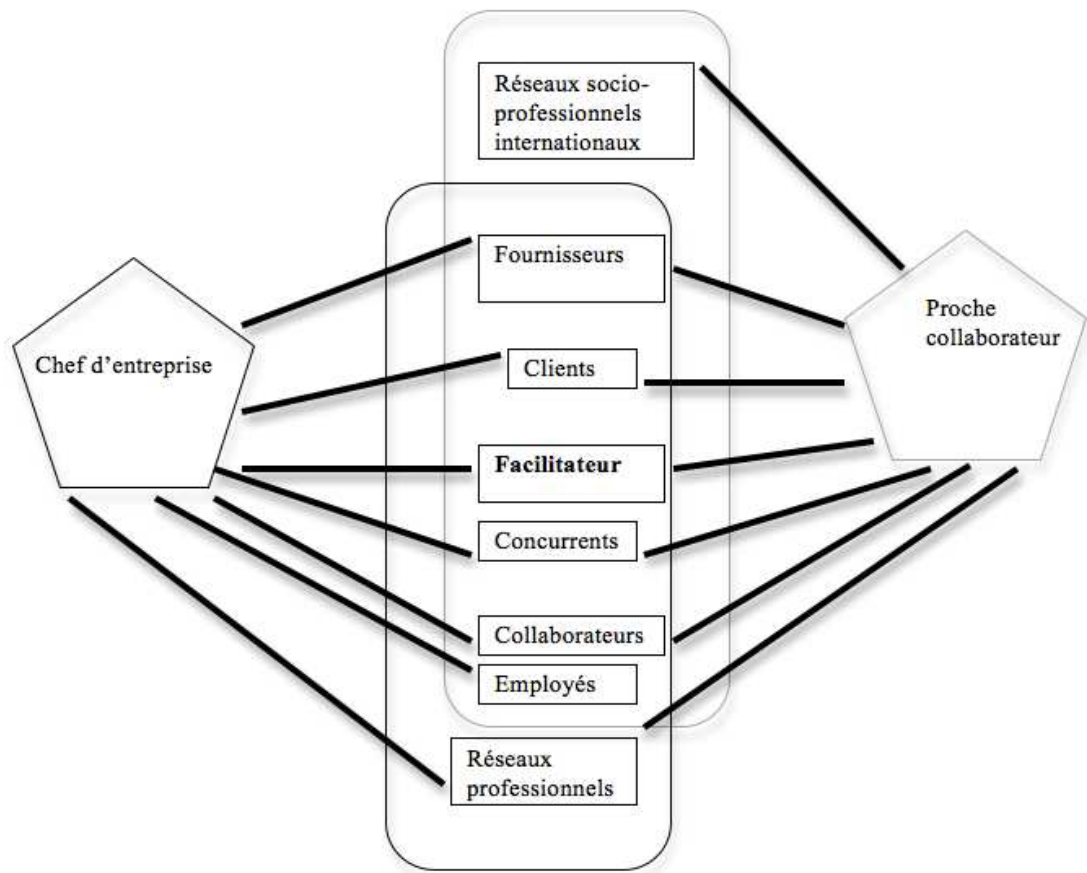 Réseaux socio-
professionnels
internationaux
Fournisseurs
Chef d'entreprise
Proche
collaborateur
Clients
Facilitateur
Concurrents
Collaborateurs
Employés
Réseaux
professionnels